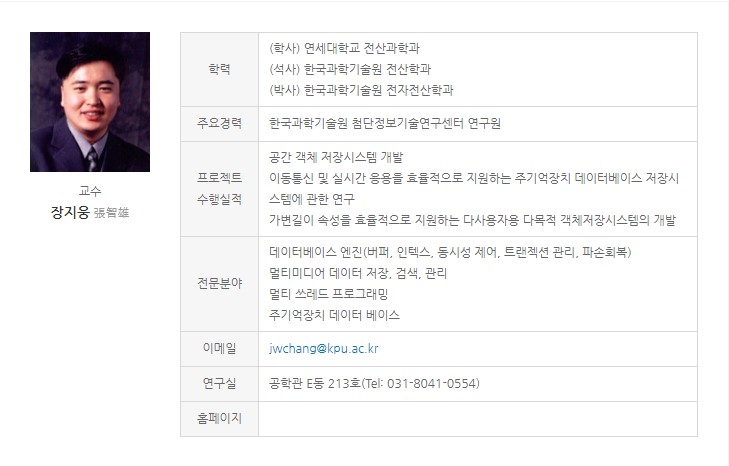 교수
장지웅 張智雄
학력
(학사) 연세대학교 전산과학과
(석사) 한국과학기술원 전산학과
(박사) 한국과학기술원 전자전산학과
주요경력
한국과학기술원 첨단정보기술연구센터 연구원
프로젝트
수행실적
공간 객체 저장시스템 개발
이동통신 및 실시간 응용을 효율적으로 지원하는 주기억장치 데이터베이스 저장시
스템에 관한 연구
가변길이 속성을 효율적으로 지원하는 다사용자용 다목적 객체저장시스템의 개발
전문분야
데이터베이스 엔진(버퍼, 인텍스, 동시성 제어, 트랜젝션 관리, 파손회복)
멀티미디어 데이터 저장, 검색, 관리
멀티 쓰레드 프로그래밍
주기억장치 데이터 베이스
이메일
jwchang@kpu.ac.kr
연구실
공학관 E동 213호(Tel: 031-8041-0554)
홈페이지